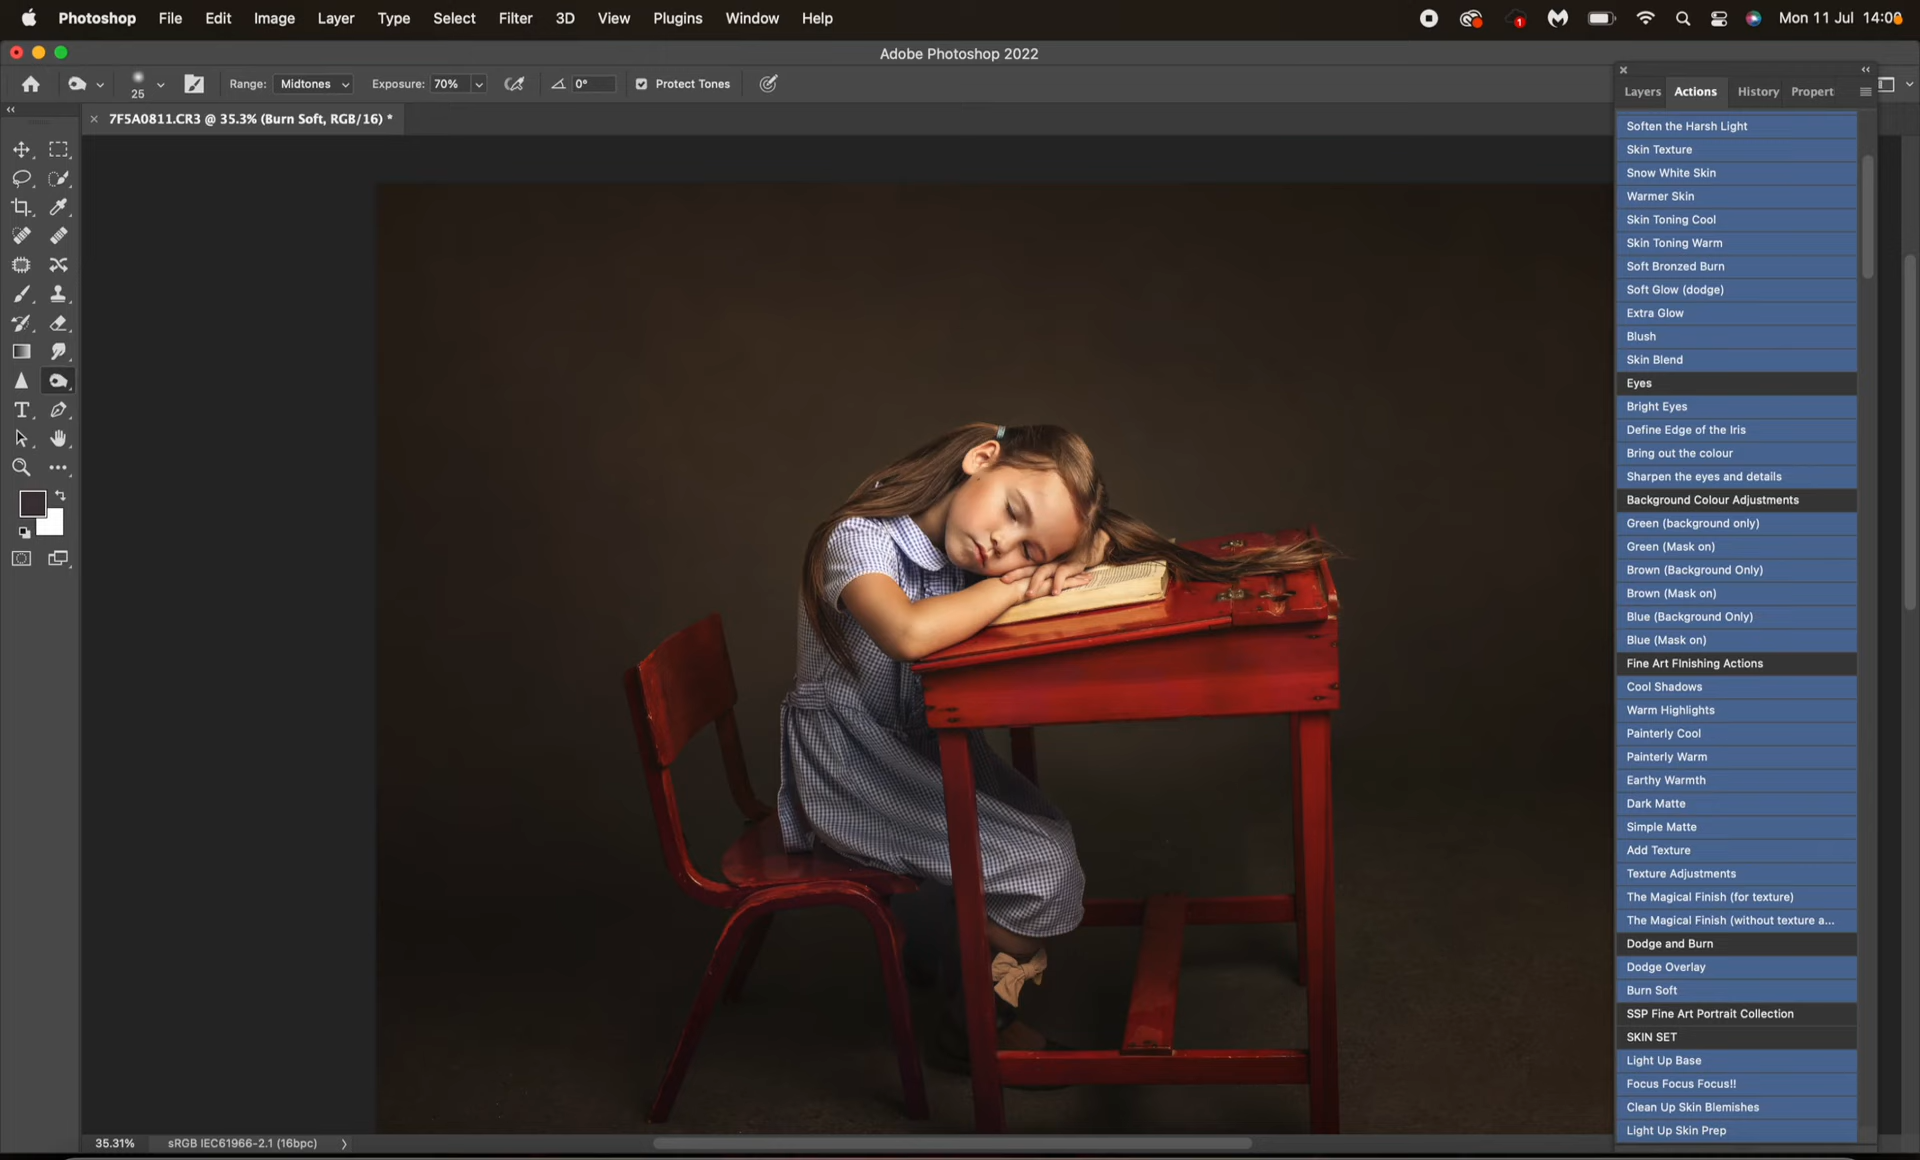 Photoshop File Edit Image Layer Type Select Filter 3D View Plugins Window Help 1 Mon 11 Jul 14:00
Adobe Photoshop 2022
25 Range: Midtones Exposure: 70% 0° Protect Tones
7F5A0811.CR3 @ 35.3% (Burn Soft, RGB/16) *
Layers Actions History Propert
Soften the Harsh Light
Skin Texture
Snow White Skin
Warmer Skin
Skin Toning Cool
Skin Toning Warm
Soft Bronzed Burn
Soft Glow (dodge)
Extra Glow
Blush
Skin Blend
Eyes
Bright Eyes
Define Edge of the Iris
Bring out the colour
Sharpen the eyes and details
Background Colour Adjustments
Green (background only)
Green (Mask on)
Brown (Background Only)
Brown (Mask on)
Blue (Background Only)
Blue (Mask on)
Fine Art FInishing Actions
Cool Shadows
Warm Highlights
Painterly Cool
Painterly Warm
Earthy Warmth
Dark Matte
Simple Matte
Add Texture
Texture Adjustments
The Magical Finish (for texture)
The Magical Finish (without texture a...
Dodge and Burn
Dodge Overlay
Burn Soft
SSP Fine Art Portrait Collection
SKIN SET
Light Up Base
Focus Focus Focus!!
Clean Up Skin Blemishes
Light Up Skin Prep
35.31% sRGB IEC61966-2.1 (16bpc)